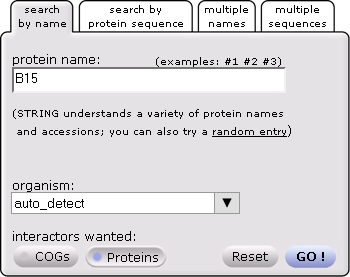 search by name
search by protein sequence
multiple names
multiple sequences
protein name: (examples: #1 #2 #3)
B15
(STRING understands a variety of protein names
and accessions; you can also try a random entry)
organism:
auto_detect
interactors wanted:
COGs Proteins Reset GO !